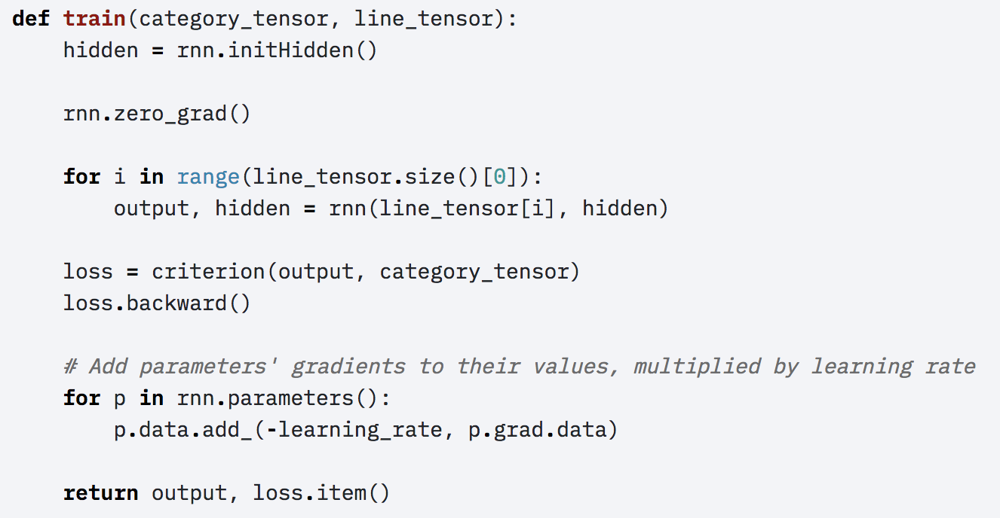 def train(category_tensor, line_tensor):
    hidden = rnn.initHidden()
    rnn.zero_grad()
    for i in range(line_tensor.size()[0]):
        output, hidden = rnn(line_tensor[i], hidden)
    loss = criterion(output, category_tensor)
    loss.backward()
    # Add parameters' gradients to their values, multiplied by learning rate
    for p in rnn.parameters():
        p.data.add_(-learning_rate, p.grad.data)
    return output, loss.item()